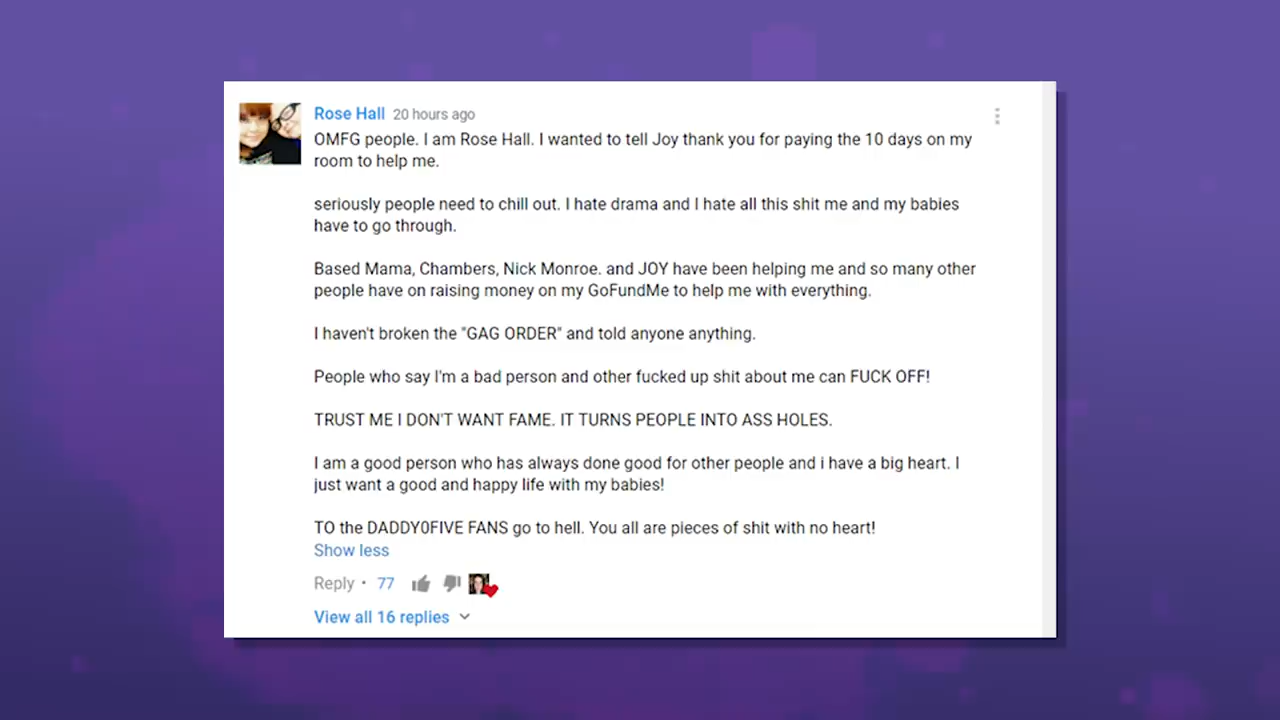 Rose Hall 20 hours ago
OMFG people. I am Rose Hall. I wanted to tell Joy thank you for paying the 10 days on my
room to help me.
seriously people need to chill out. I hate drama and I hate all this shit me and my babies
have to go through.
Based Mama, Chambers, Nick Monroe. and JOY have been helping me and so many other
people have on raising money on my GoFundMe to help me with everything.
I haven't broken the "GAG ORDER" and told anyone anything.
People who say I'm a bad person and other fucked up shit about me can FUCK OFF!
TRUST ME I DON'T WANT FAME. IT TURNS PEOPLE INTO ASS HOLES.
I am a good person who has always done good for other people and i have a big heart. I
just want a good and happy life with my babies!
TO the DADDY0FIVE FANS go to hell. You all are pieces of shit with no heart!
Show less
Reply • 77
View all 16 replies